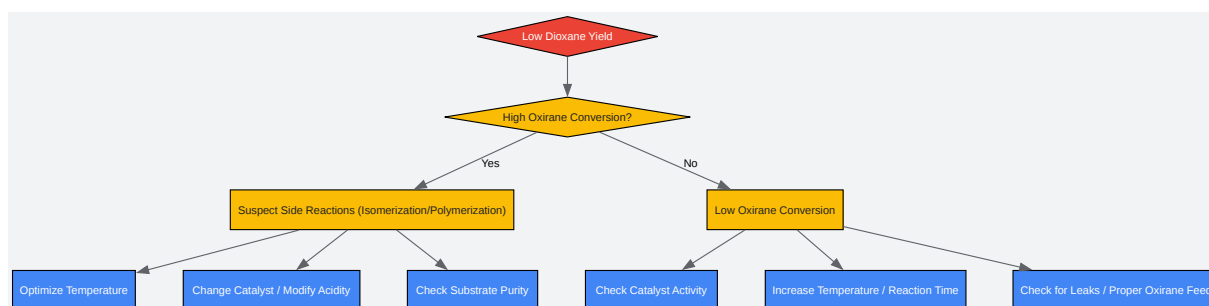 Low Dioxane Yield
High Oxirane Conversion?
Yes
No
Suspect Side Reactions (Isomerization/Polymerization)
Low Oxirane Conversion
Optimize Temperature
Change Catalyst / Modify Acidity
Check Substrate Purity
Check Catalyst Activity
Increase Temperature / Reaction Time
Check for Leaks / Proper Oxirane Feed